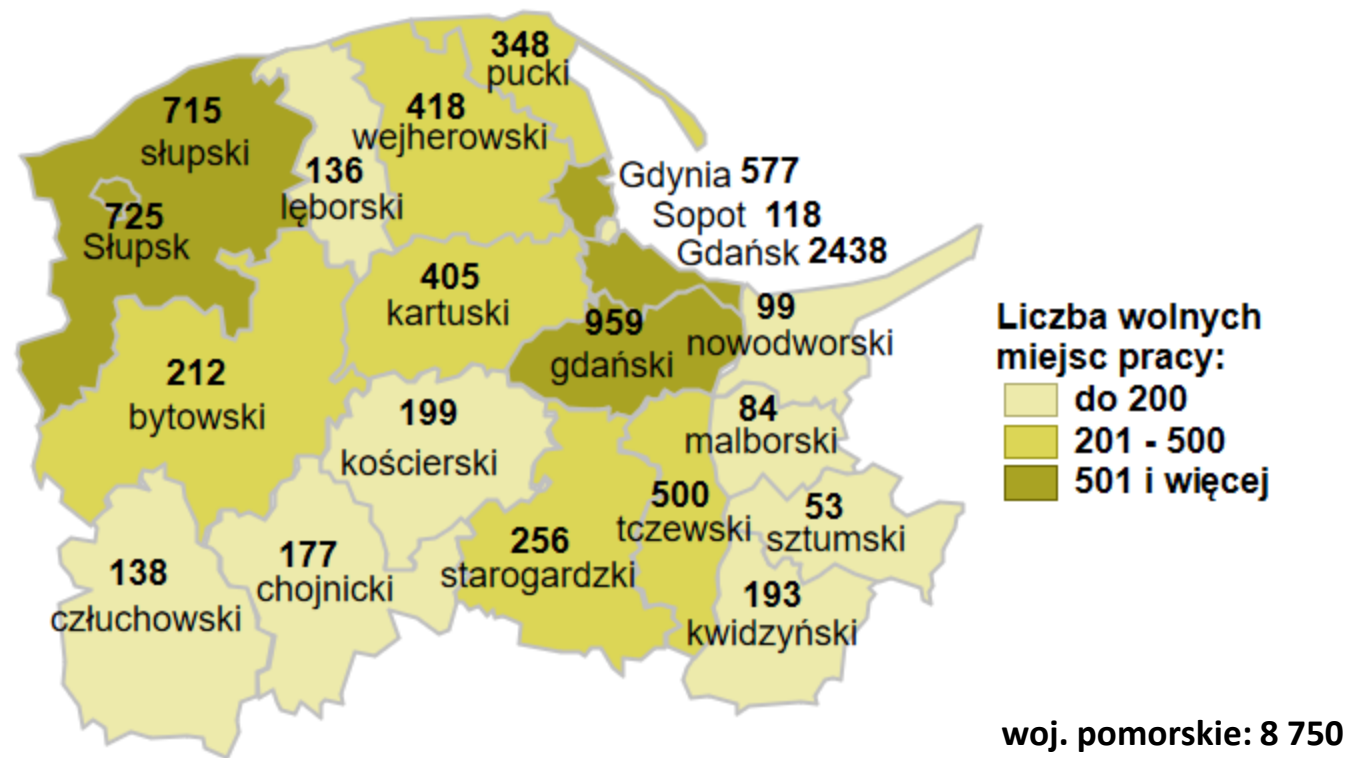 348
pucki
715
słupski
418
wejherowski
136
lęborski
Gdynia 577
Sopot 118
Gdańsk 2438
725
Słupsk
405
kartuski
99
nowodworski
959
gdański
212
bytowski
199
kościerski
84
malborski
500
tczewski
53
sztumski
256
starogardzki
177
chojnicki
138
człuchowski
193
kwidzyński
Liczba wolnych
miejsc pracy:
do 200
201 - 500
501 i więcej
woj. pomorskie: 8 750